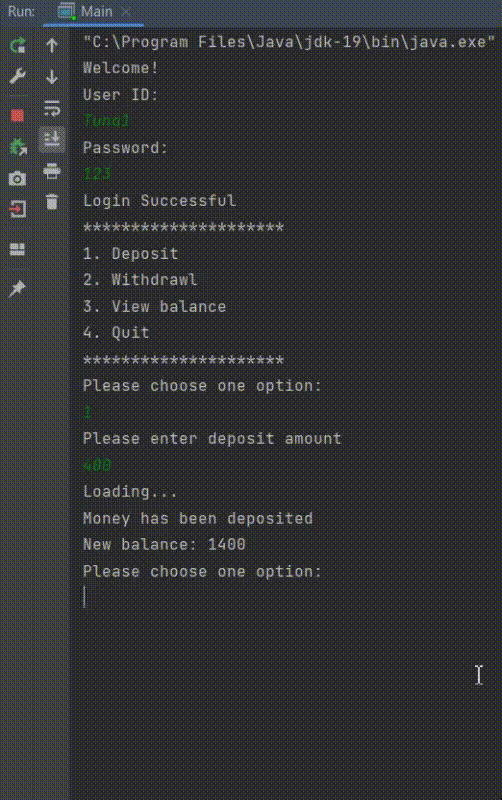 Run: Main
"C:\Program Files\Java\jdk-19\bin\java.exe"
Welcome!
User ID:
Tuna1
Password:
123
Login Successful
*********************
1. Deposit
2. Withdrawl
3. View balance
4. Quit
*********************
Please choose one option:
1
Please enter deposit amount
400
Loading...
Money has been deposited
New balance: 1400
Please choose one option: